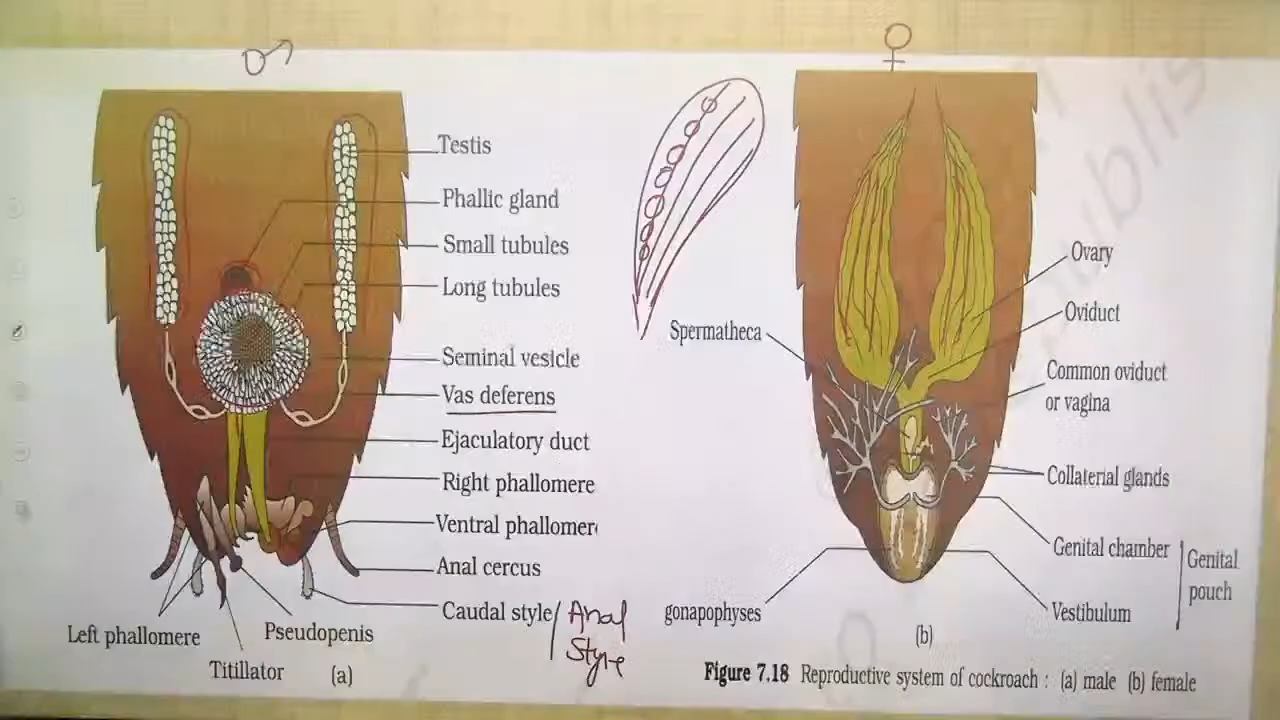 ♂
♀
Testis
Phallic gland
Small tubules
Long tubules
Seminal vesicle
Vas deferens
Ejaculatory duct
Right phallomere
Ventral phallomer
Anal cercus
Caudal style/ Anal
Style
Left phallomere
Pseudopenis
Titillator
(a)
Spermatheca
Ovary
Oviduct
Common oviduct
or vagina
Collaterial glands
Genital chamber
Genital
pouch
Vestibulum
gonapophyses
(b)
Figure 7.18 Reproductive system of cockroach : (a) male (b) female